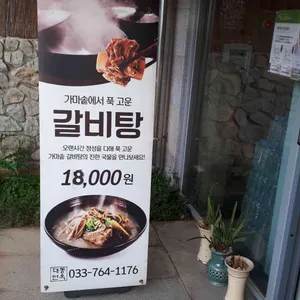 가마솥에서 푹 고운
갈비탕
오랜시간 정성을 다해 푹 고운
가마솥 갈비탕의 진한 국물을 만나보세요!
18,000원
033-764-1176